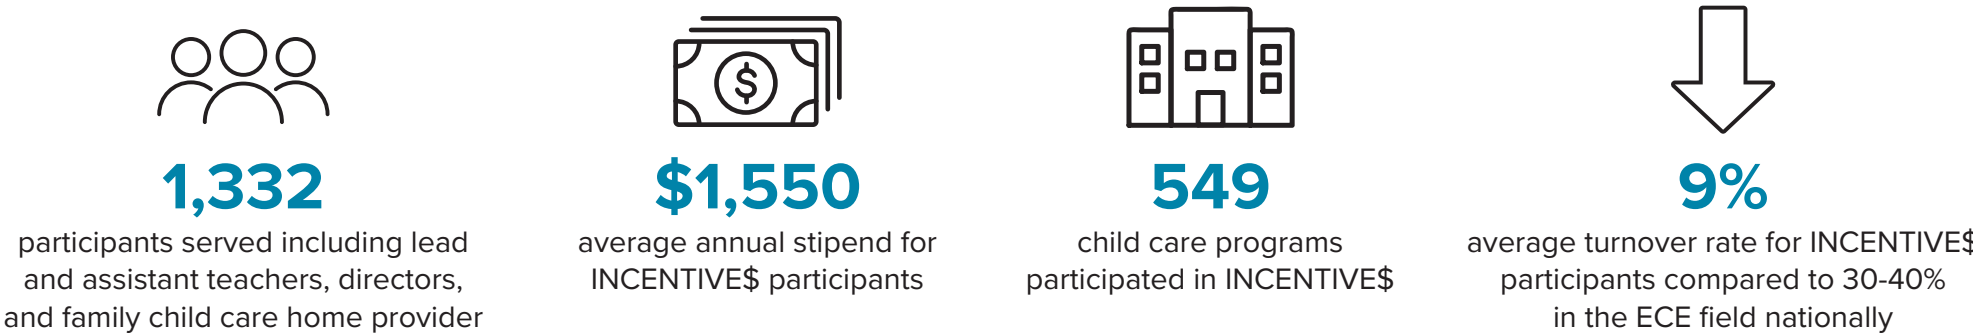 $
1,332
participants served including lead
and assistant teachers, directors,
and family child care home provider
$1,550
average annual stipend for
INCENTIVE$ participants
549
child care programs
participated in INCENTIVE$
9%
average turnover rate for INCENTIVE$
participants compared to 30-40%
in the ECE field nationally